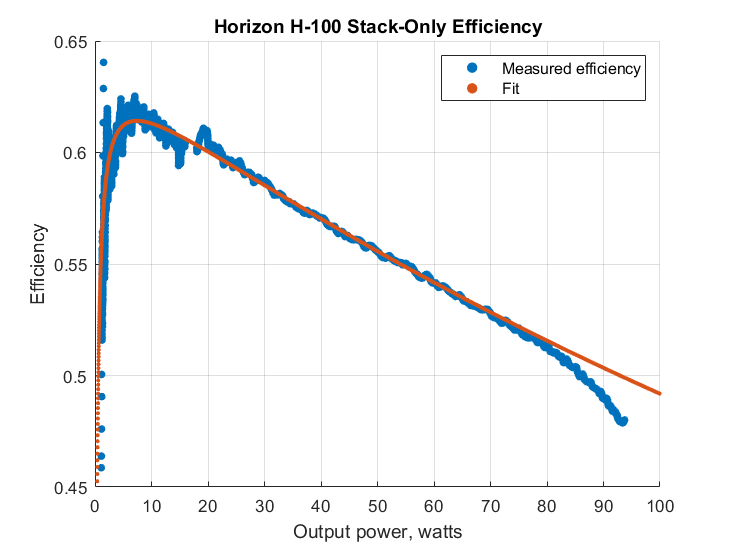 Horizon H-100 Stack-Only Efficiency
0.65
Measured efficiency
Fit
0.6
0.55
0.5
0.45
Efficiency
0 10 20 30 40 50 60 70 80 90 100
Output power, watts